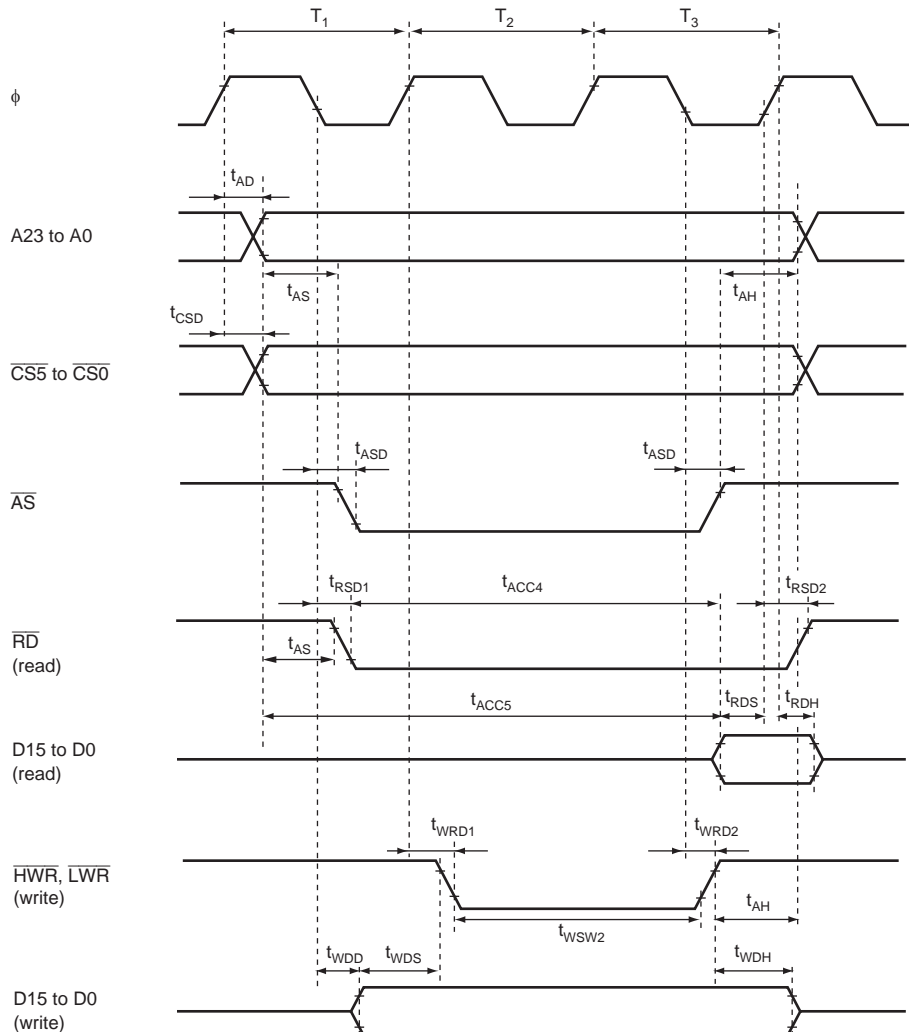 T1 T2 T3
φ
tAD
A23 to A0
tAS tAH
tCSD
CS5 to CS0
tASD tASD
AS
tRSD1 tACC4 tRSD2
RD
(read)
tAS
tACC5 tRDS tRDH
D15 to D0
(read)
tWRD1 tWRD2
HWR, LWR
(write)
tWSW2 tAH
tWDD tWDS tWDH
D15 to D0
(write)